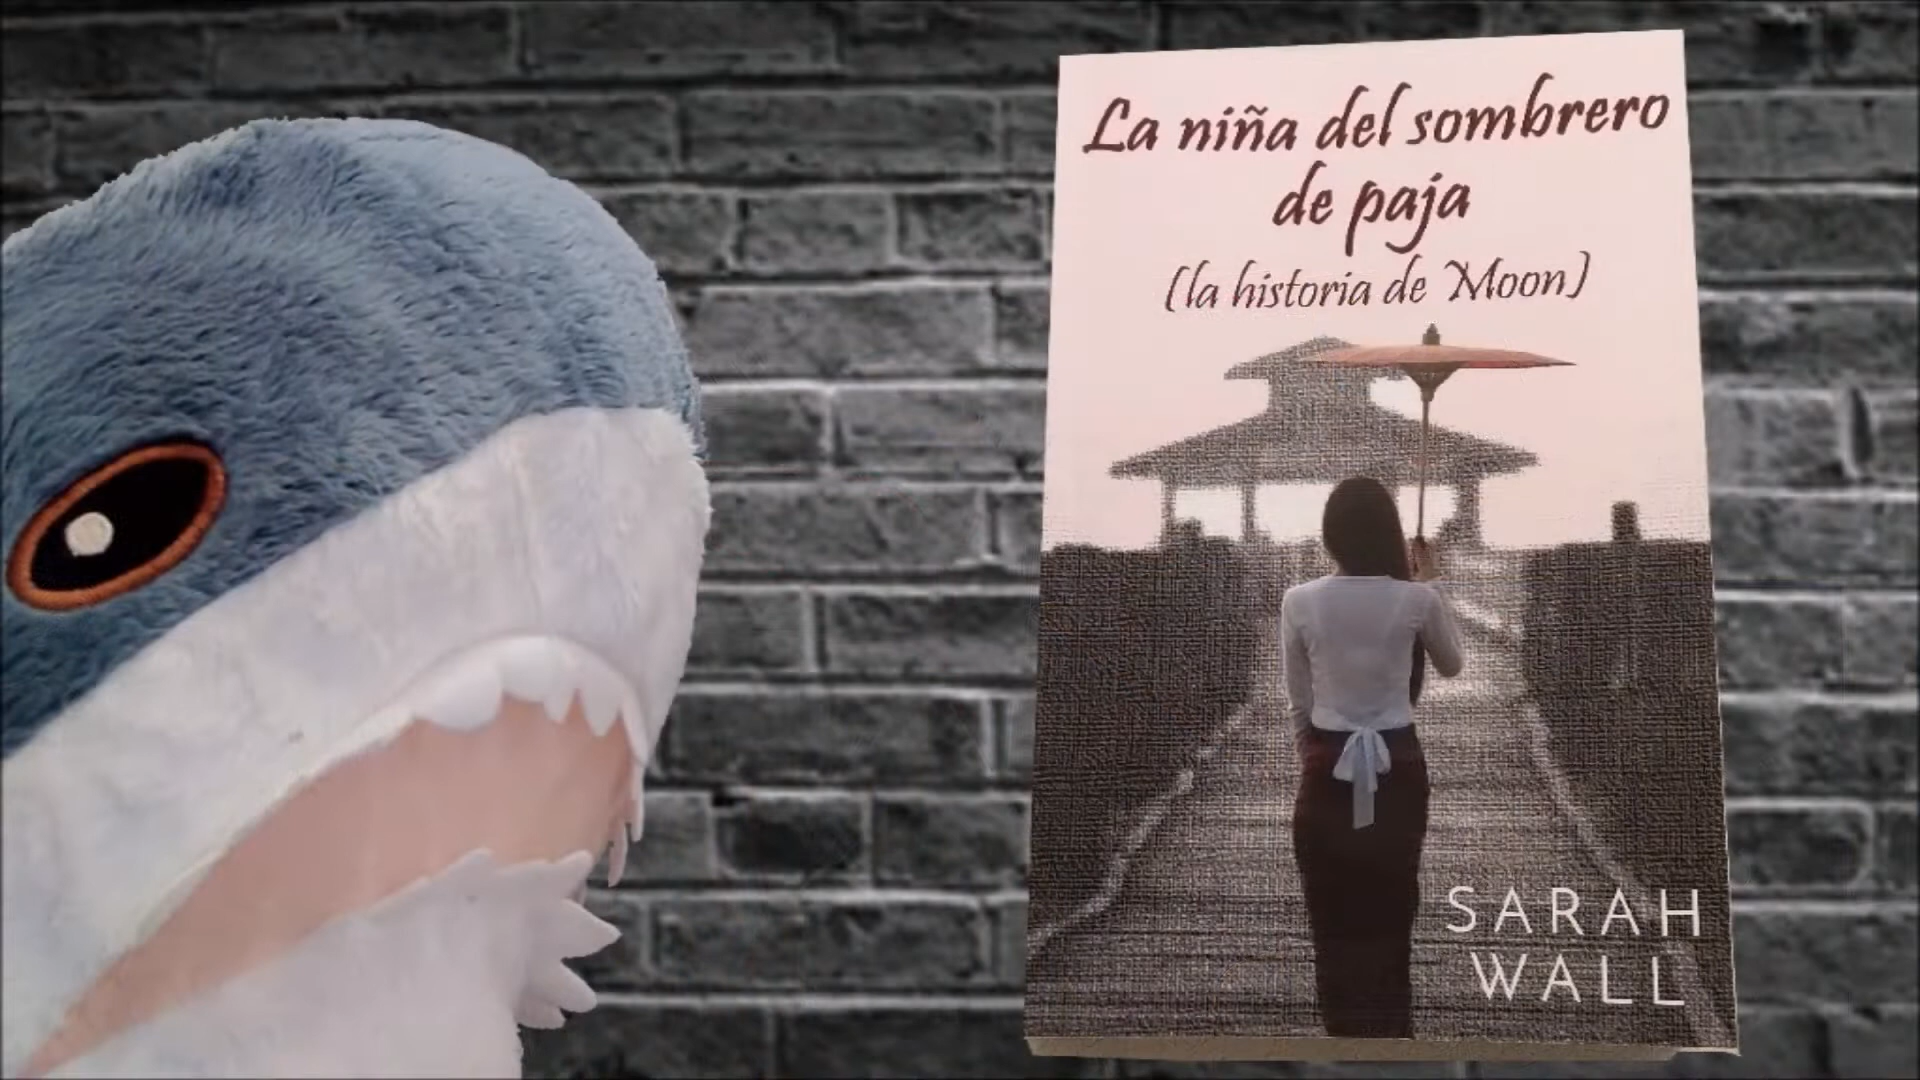 La niña del sombrero
de paja
(la historia de Moon)
SARAH
WALL